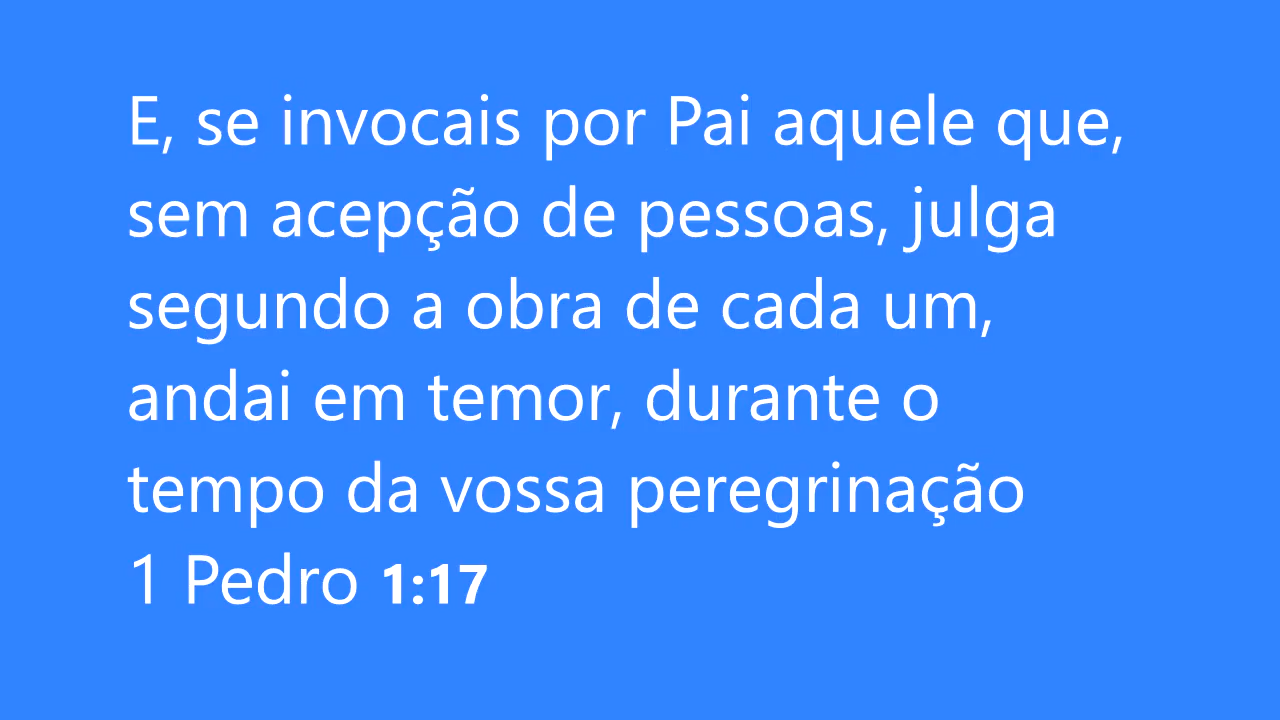 E, se invocais por Pai aquele que,
sem acepção de pessoas, julga
segundo a obra de cada um,
andai em temor, durante o
tempo da vossa peregrinação
1 Pedro 1:17